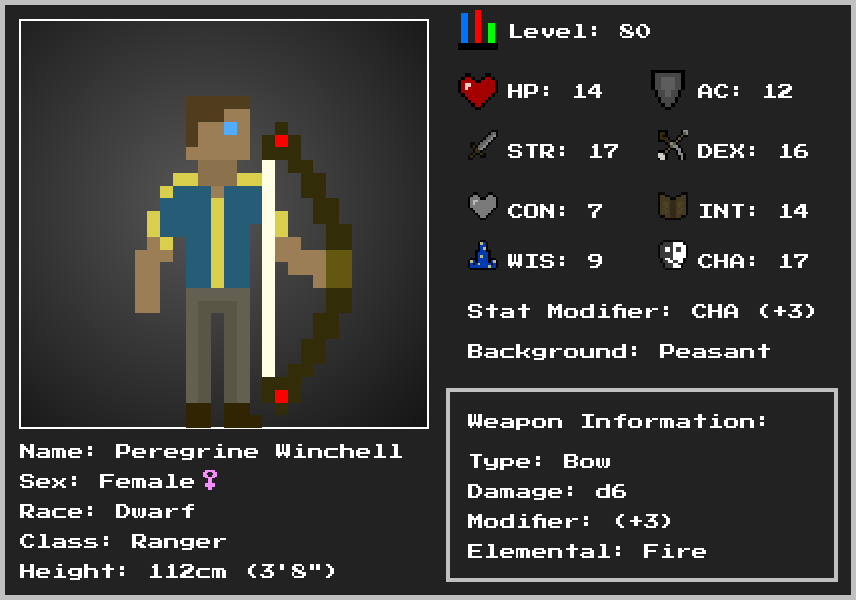 Level: 80
HP: 14
AC: 12
STR: 17
DEX: 16
CON: 7
INT: 14
WIS: 9
CHA: 17
Stat Modifier: CHA (+3)
Background: Peasant
Weapon Information:
Type: Bow
Damage: d6
Modifier: (+3)
Elemental: Fire
Name: Peregrine Winchell
Sex: Female♀
Race: Dwarf
Class: Ranger
Height: 112cm (3'8")